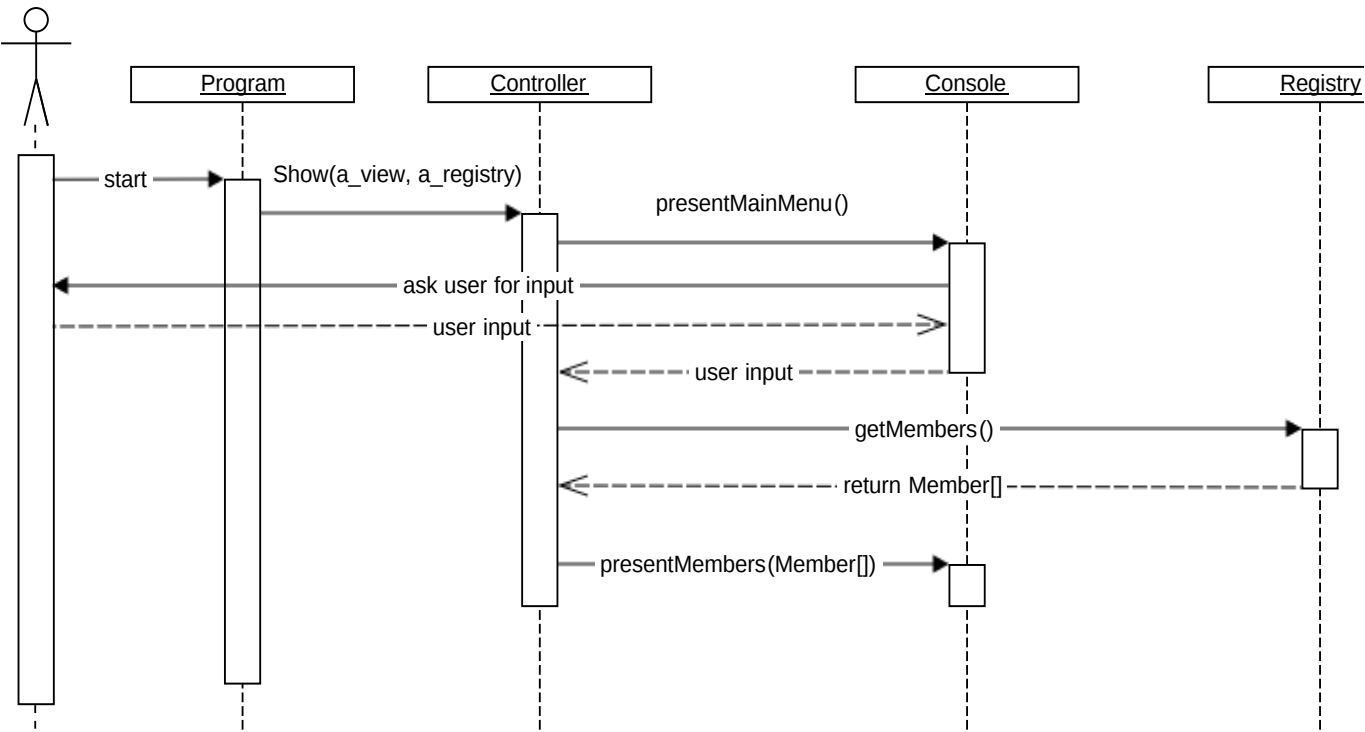 Program
Controller
Console
Registry
start
Show(a_view, a_registry)
presentMainMenu()
ask user for input
user input
user input
getMembers()
return Member[]
presentMembers(Member[])